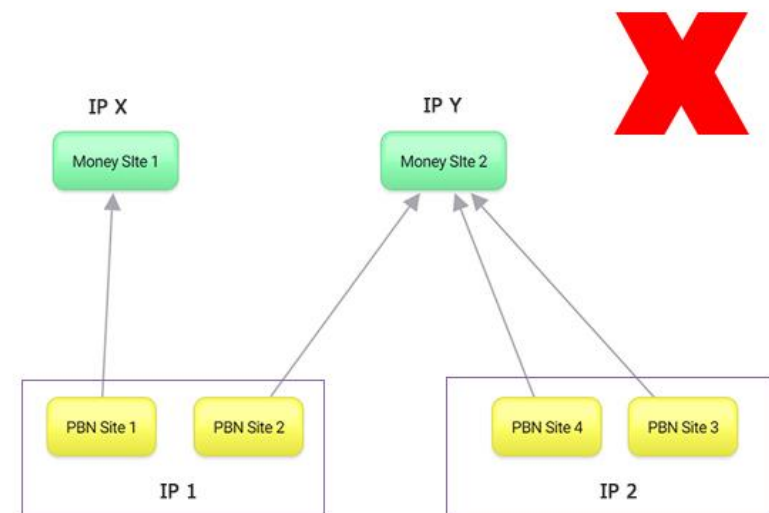 IP X
IP Y
Money SIte 1
Money SIte 2
PBN Site 1
PBN Site 2
PBN Site 4
PBN Site 3
IP 1
IP 2